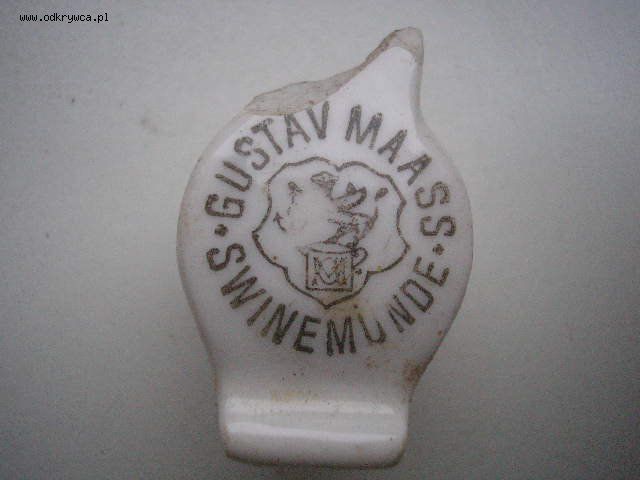 www.odkrywca.pl
GUSTAV MAASS
• SWINEMÜNDE •
M